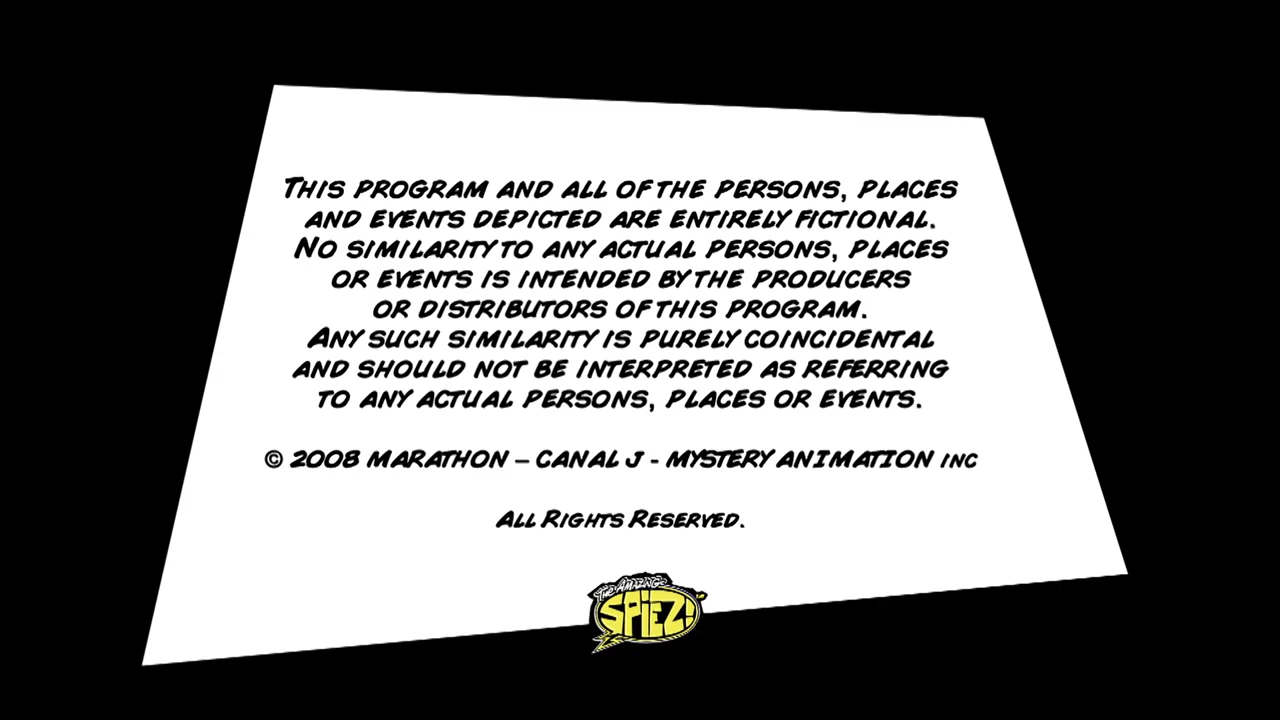 THIS PROGRAM AND ALL OF THE PERSONS, PLACES
AND EVENTS DEPICTED ARE ENTIRELY FICTIONAL.
NO SIMILARITY TO ANY ACTUAL PERSONS, PLACES
OR EVENTS IS INTENDED BY THE PRODUCERS
OR DISTRIBUTORS OF THIS PROGRAM.
ANY SUCH SIMILARITY IS PURELY COINCIDENTAL
AND SHOULD NOT BE INTERPRETED AS REFERRING
TO ANY ACTUAL PERSONS, PLACES OR EVENTS.
© 2008 MARATHON – CANAL J - MYSTERY ANIMATION INC
ALL RIGHTS RESERVED.
THE AMAZING
SPIEZ!